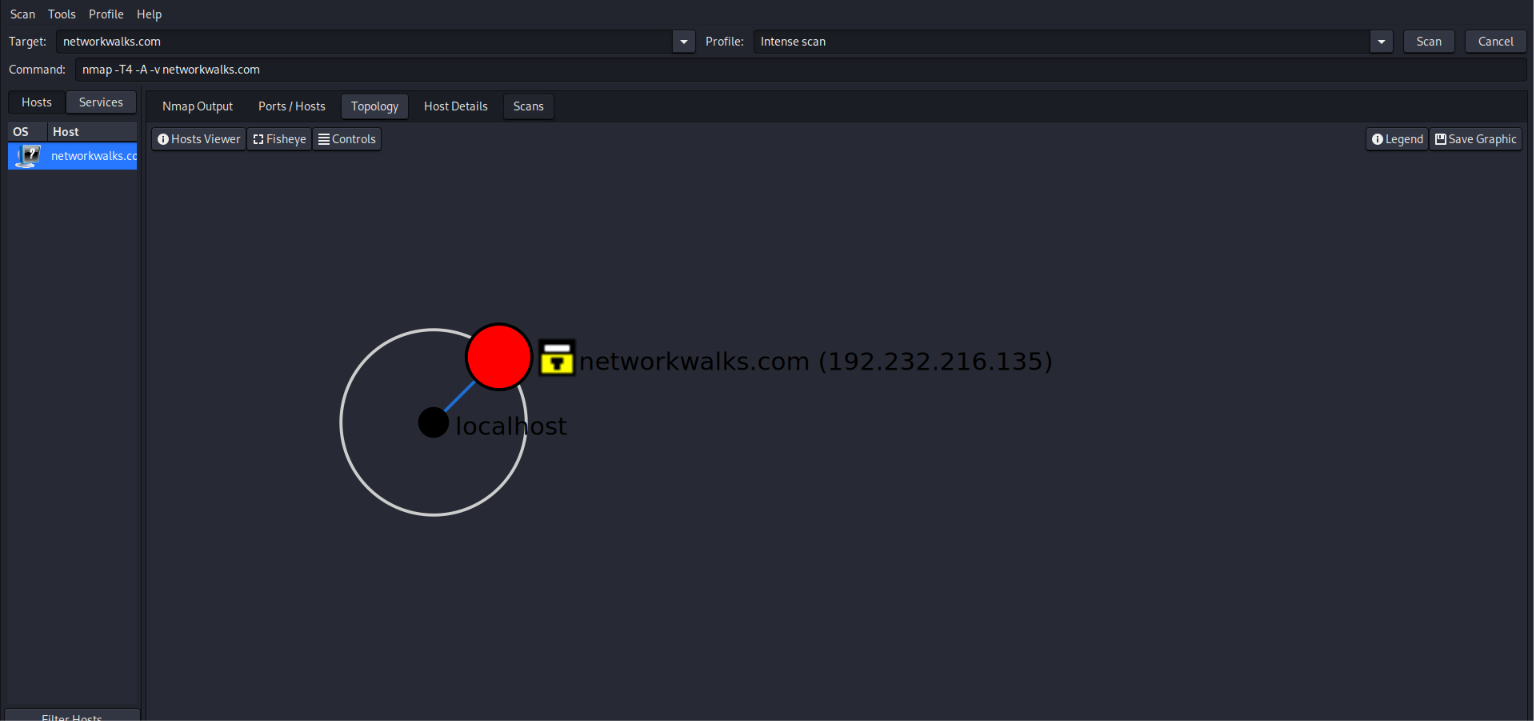 Scan Tools Profile Help
Target: networkwalks.com Profile: Intense scan Scan Cancel
Command: nmap -T4 -A -v networkwalks.com
Hosts Services Nmap Output Ports / Hosts Topology Host Details Scans
OS Host
Hosts Viewer Fisheye Controls Legend Save Graphic
networkwalks.co
networkwalks.com (192.232.216.135)
localhost
Filter Hosts